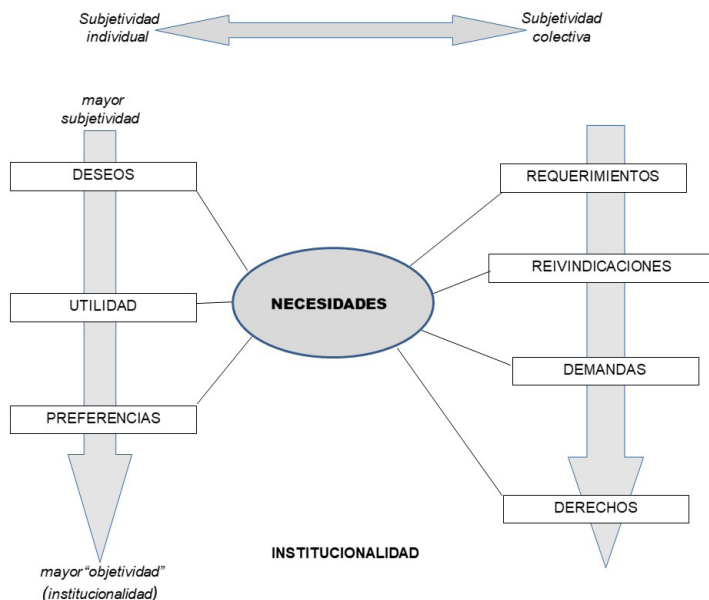 Subjetividad
individual
Subjetividad
colectiva
mayor
subjetividad
DESEOS
REQUERIMIENTOS
REIVINDICACIONES
UTILIDAD
NECESIDADES
DEMANDAS
PREFERENCIAS
DERECHOS
INSTITUCIONALIDAD
mayor “objetividad”
(institucionalidad)